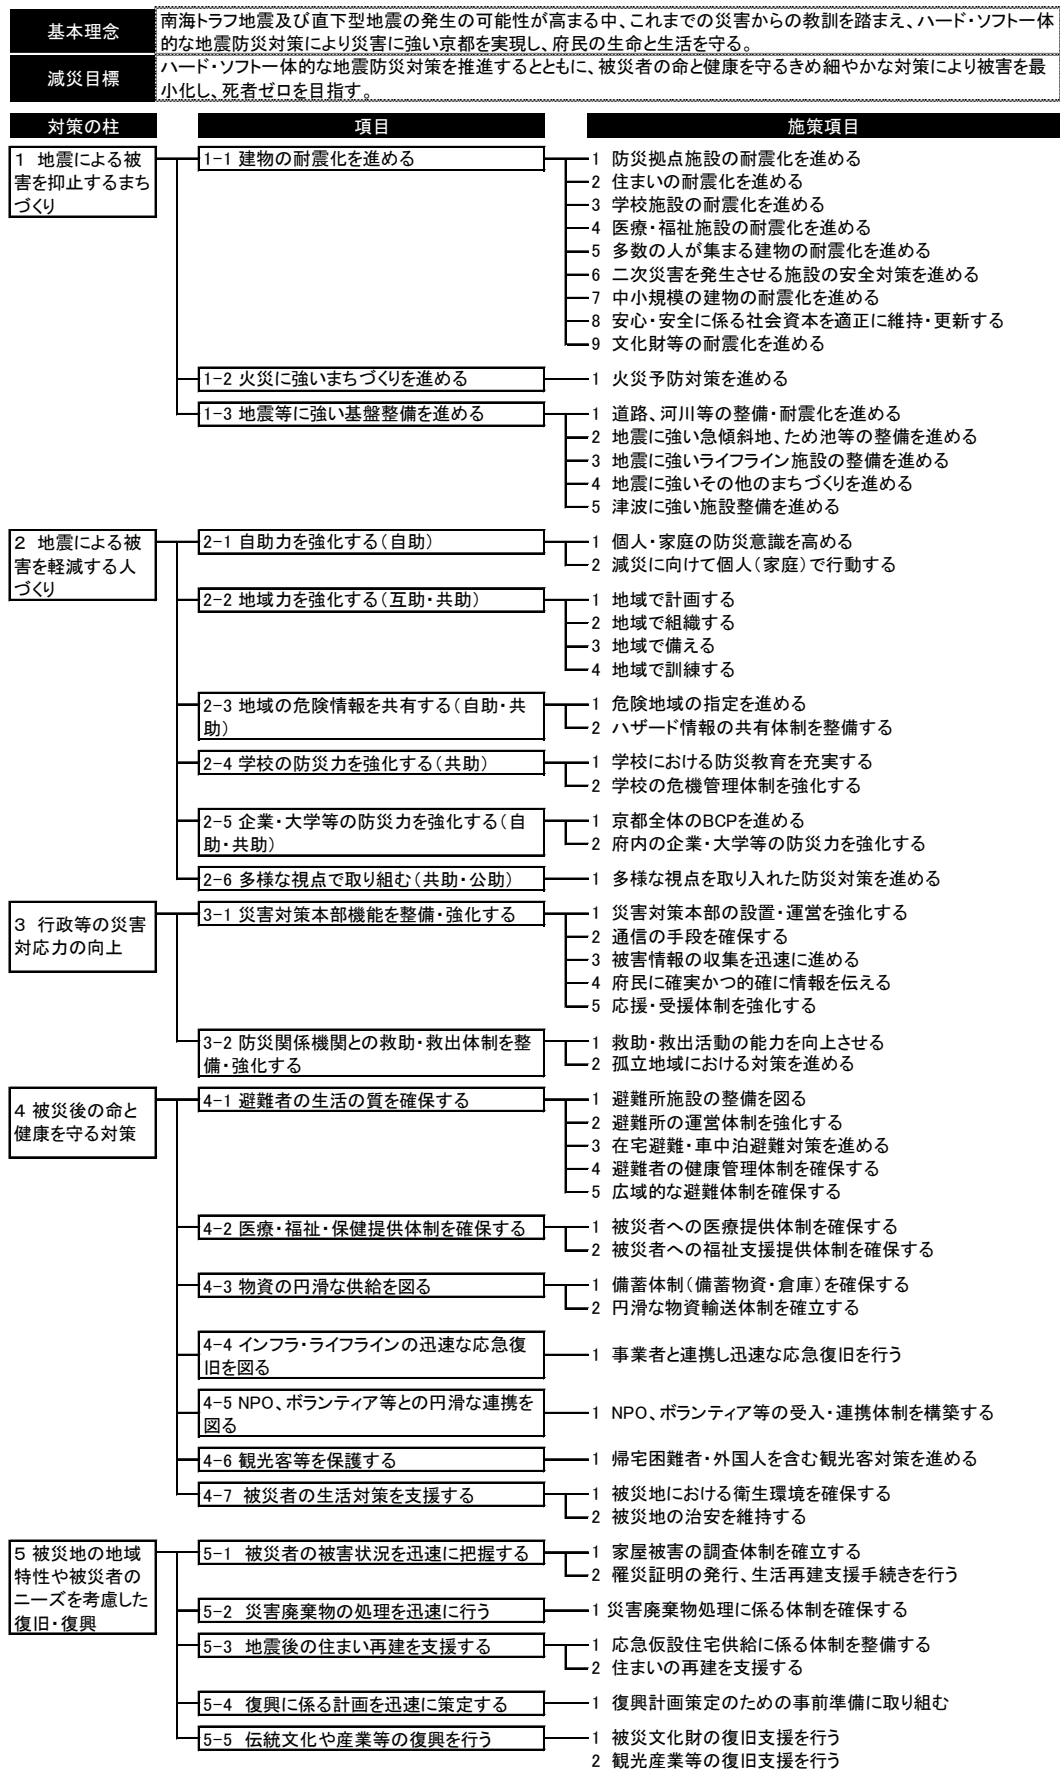 基本理念
南海トラフ地震及び直下型地震の発生の可能性が高まる中、これまでの災害からの教訓を踏まえ、ハード・ソフト一体
的な地震防災対策により災害に強い京都を実現し、府民の生命と生活を守る。
減災目標
ハード・ソフト一体的な地震防災対策を推進するとともに、被災者の命と健康を守るきめ細やかな対策により被害を最
小化し、死者ゼロを目指す。
対策の柱
項目
施策項目
1 地震による被
害を抑止するまち
づくり
1-1 建物の耐震化を進める
1 防災拠点施設の耐震化を進める
2 住まいの耐震化を進める
3 学校施設の耐震化を進める
4 医療・福祉施設の耐震化を進める
5 多数の人が集まる建物の耐震化を進める
6 二次災害を発生させる施設の安全対策を進める
7 中小規模の建物の耐震化を進める
8 安心・安全に係る社会資本を適正に維持・更新する
9 文化財等の耐震化を進める
1-2 火災に強いまちづくりを進める
1 火災予防対策を進める
1-3 地震等に強い基盤整備を進める
1 道路、河川等の整備・耐震化を進める
2 地震に強い急傾斜地、ため池等の整備を進める
3 地震に強いライフライン施設の整備を進める
4 地震に強いその他のまちづくりを進める
5 津波に強い施設整備を進める
2 地震による被
害を軽減する人
づくり
2-1 自助力を強化する(自助)
1 個人・家庭の防災意識を高める
2 減災に向けて個人(家庭)で行動する
2-2 地域力を強化する(互助・共助)
1 地域で計画する
2 地域で組織する
3 地域で備える
4 地域で訓練する
2-3 地域の危険情報を共有する(自助・共
助)
1 危険地域の指定を進める
2 ハザード情報の共有体制を整備する
2-4 学校の防災力を強化する(共助)
1 学校における防災教育を充実する
2 学校の危機管理体制を強化する
2-5 企業・大学等の防災力を強化する(自
助・共助)
1 京都全体のBCPを進める
2 府内の企業・大学等の防災力を強化する
2-6 多様な視点で取り組む(共助・公助)
1 多様な視点を取り入れた防災対策を進める
3 行政等の災害
対応力の向上
3-1 災害対策本部機能を整備・強化する
1 災害対策本部の設置・運営を強化する
2 通信の手段を確保する
3 被害情報の収集を迅速に進める
4 府民に確実かつ的確に情報を伝える
5 応援・受援体制を強化する
3-2 防災関係機関との救助・救出体制を整
備・強化する
1 救助・救出活動の能力を向上させる
2 孤立地域における対策を進める
4 被災後の命と
健康を守る対策
4-1 避難者の生活の質を確保する
1 避難所施設の整備を図る
2 避難所の運営体制を強化する
3 在宅避難・車中泊避難対策を進める
4 避難者の健康管理体制を確保する
5 広域的な避難体制を確保する
4-2 医療・福祉・保健提供体制を確保する
1 被災者への医療提供体制を確保する
2 被災者への福祉支援提供体制を確保する
4-3 物資の円滑な供給を図る
1 備蓄体制(備蓄物資・倉庫)を確保する
2 円滑な物資輸送体制を確立する
4-4 インフラ・ライフラインの迅速な応急復
旧を図る
1 事業者と連携し迅速な応急復旧を行う
4-5 NPO、ボランティア等との円滑な連携を
図る
1 NPO、ボランティア等の受入・連携体制を構築する
4-6 観光客等を保護する
1 帰宅困難者・外国人を含む観光客対策を進める
4-7 被災者の生活対策を支援する
1 被災地における衛生環境を確保する
2 被災地の治安を維持する
5 被災地の地域
特性や被災者の
ニーズを考慮した
復旧・復興
5-1 被災者の被害状況を迅速に把握する
1 家屋被害の調査体制を確立する
2 罹災証明の発行、生活再建支援手続きを行う
5-2 災害廃棄物の処理を迅速に行う
1 災害廃棄物処理に係る体制を確保する
5-3 地震後の住まい再建を支援する
1 応急仮設住宅供給に係る体制を整備する
2 住まいの再建を支援する
5-4 復興に係る計画を迅速に策定する
1 復興計画策定のための事前準備に取り組む
5-5 伝統文化や産業等の復興を行う
1 被災文化財の復旧支援を行う
2 観光産業等の復旧支援を行う